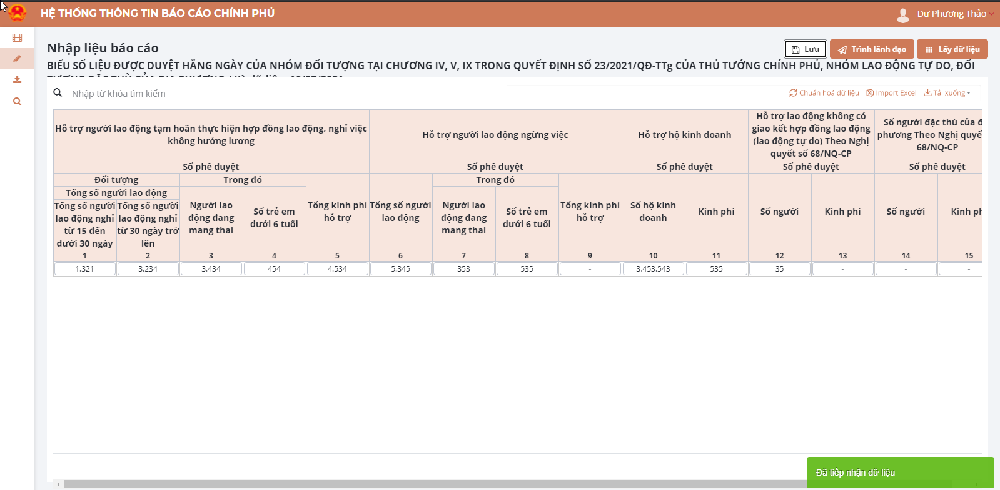 HỆ THỐNG THÔNG TIN BÁO CÁO CHÍNH PHỦ
Dư Phương Thảo
Nhập liệu báo cáo
Lưu
Trình lãnh đạo
Lấy dữ liệu
BIỂU SỐ LIỆU ĐƯỢC DUYỆT HẰNG NGÀY CỦA NHÓM ĐỐI TƯỢNG TẠI CHƯƠNG IV, V, IX TRONG QUYẾT ĐỊNH SỐ 23/2021/QĐ-TTg CỦA THỦ TƯỚNG CHÍNH PHỦ, NHÓM LAO ĐỘNG TỰ DO, ĐỐI
Nhập từ khóa tìm kiếm
Chuẩn hoá dữ liệu
Import Excel
Tải xuống
Hỗ trợ người lao động tạm hoãn thực hiện hợp đồng lao động, nghỉ việc
không hưởng lương
Hỗ trợ người lao động ngừng việc
Hỗ trợ hộ kinh doanh
Hỗ trợ lao động không có
giao kết hợp đồng lao động
(lao động tự do) Theo Nghị
quyết số 68/NQ-CP
Số người đặc thù của
phương Theo Nghị
68/NQ-CP
Số phê duyệt
Số phê duyệt
Số phê duyệt
Số phê duyệt
Số phê duyệt
Đối tượng
Trong đó
Trong đó
Tổng số người lao động
Tổng số người
lao động nghỉ
từ 15 đến
dưới 30 ngày
Tổng số người
lao động nghỉ
từ 30 ngày trở
lên
Người lao
động đang
mang thai
Số trẻ em
dưới 6 tuổi
Tổng kinh phí
hỗ trợ
Tổng số người
lao động
Người lao
động đang
mang thai
Số trẻ em
dưới 6 tuổi
Tổng kinh phí
hỗ trợ
Số hộ kinh
doanh
Kinh phí
Số người
Kinh phí
Số người
Kinh
1 2 3 4 5 6 7 8 9 10 11 12 13 14 15
1.321 3.234 3.434 454 4.534 5.345 353 535 - 3.453.543 535 35 - - -
Đã tiếp nhận dữ liệu